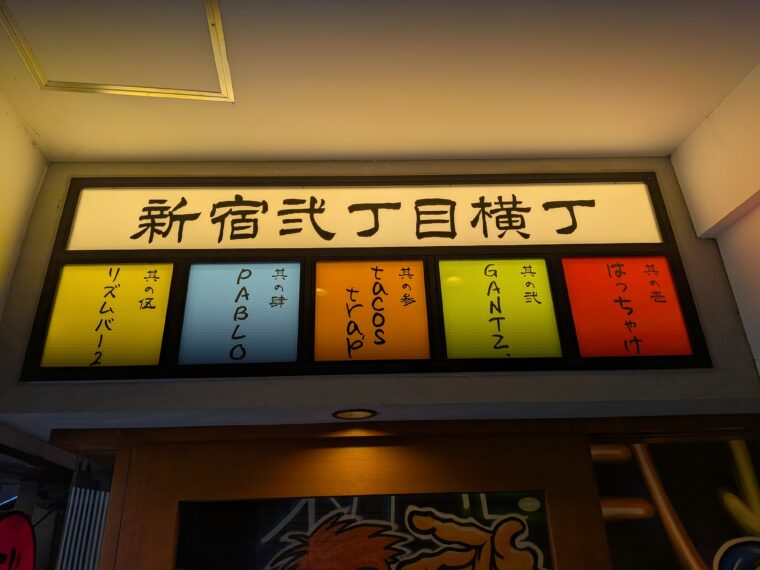 新宿弐丁目横丁
其の壱
はっちゃけ
其の弐
GANTZ.
其の参
tacos
trap
其の肆
PABLO
其の伍
リズムバー2